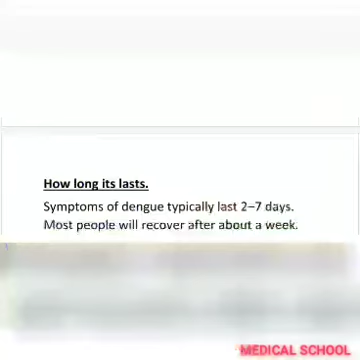 How long its lasts.
Symptoms of dengue typically last 2–7 days.
Most people will recover after about a week.
MEDICAL SCHOOL